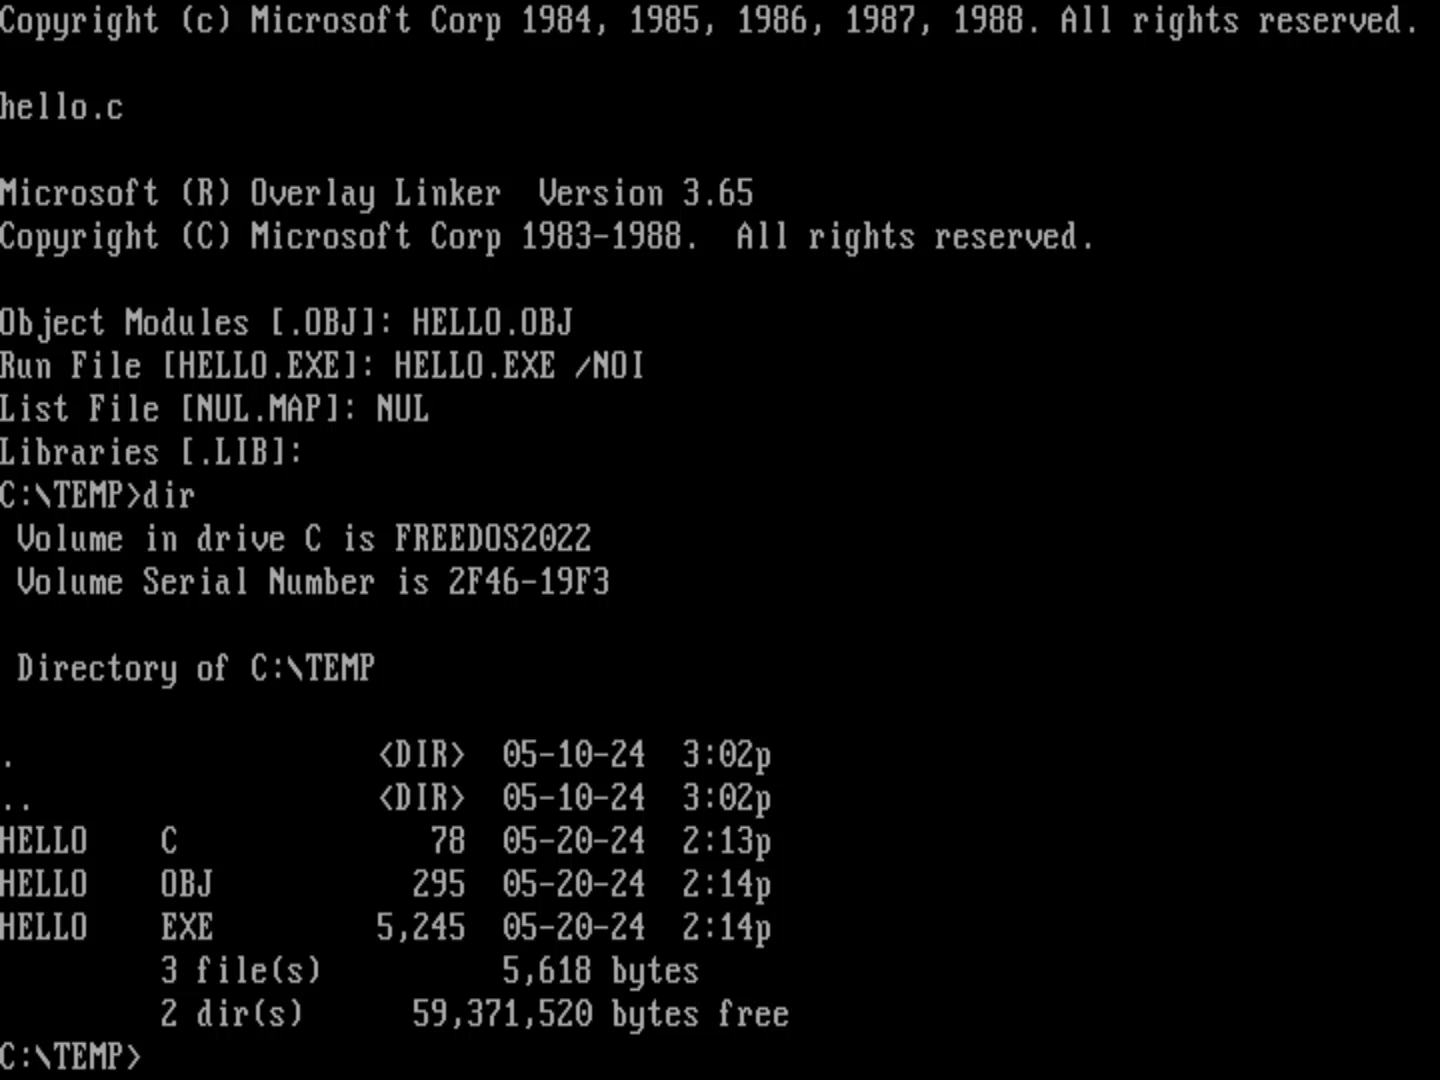 Copyright (c) Microsoft Corp 1984, 1985, 1986, 1987, 1988. All rights reserved.
hello.c
Microsoft (R) Overlay Linker  Version 3.65
Copyright (C) Microsoft Corp 1983-1988.  All rights reserved.
Object Modules [.OBJ]: HELLO.OBJ
Run File [HELLO.EXE]: HELLO.EXE /NOI
List File [NUL.MAP]: NUL
Libraries [.LIB]:
C:\TEMP>dir
 Volume in drive C is FREEDOS2022
 Volume Serial Number is 2F46-19F3
 Directory of C:\TEMP
.                    <DIR>  05-10-24  3:02p
..                   <DIR>  05-10-24  3:02p
HELLO    C              78  05-20-24  2:13p
HELLO    OBJ           295  05-20-24  2:14p
HELLO    EXE         5,245  05-20-24  2:14p
         3 file(s)          5,618 bytes
         2 dir(s)      59,371,520 bytes free
C:\TEMP>